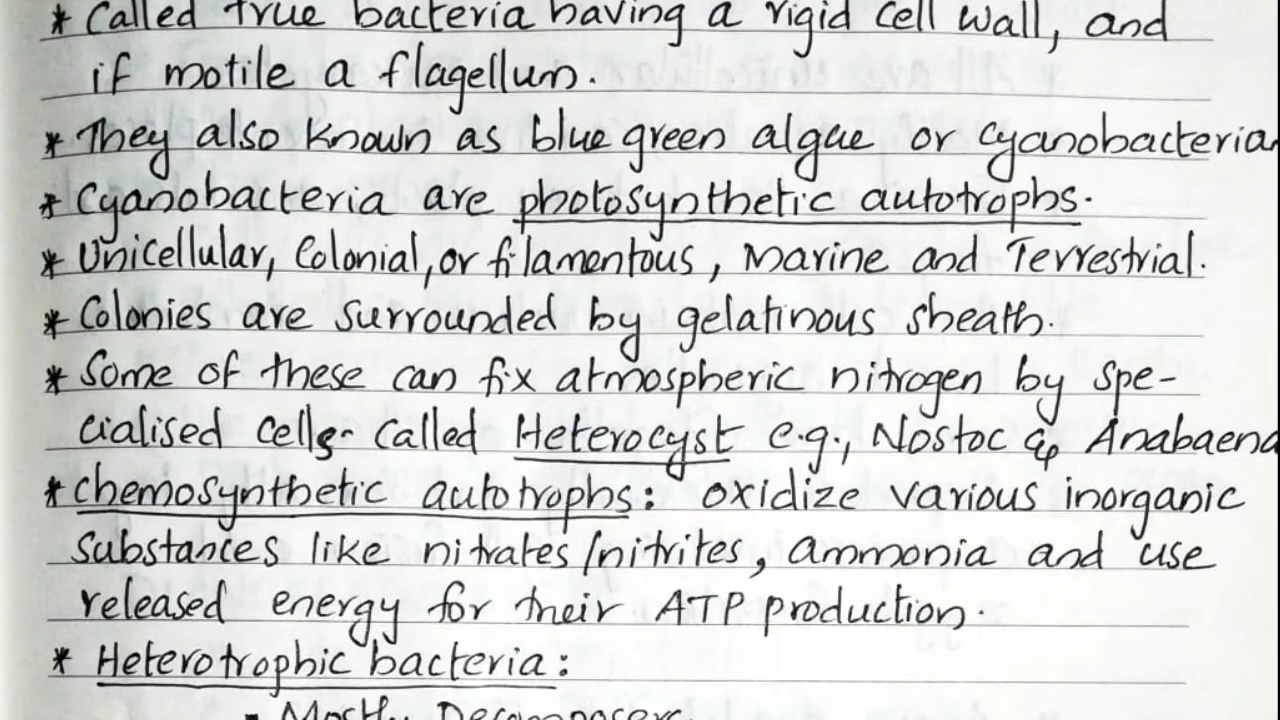 * Called true bacteria having a rigid cell wall, and
if motile a flagellum.
* They also known as blue green algae or cyanobacteria
* Cyanobacteria are photosynthetic autotrophs.
* Unicellular, Colonial, or filamentous, Marine and Terrestrial.
* Colonies are surrounded by gelatinous sheath.
* Some of these can fix atmospheric nitrogen by spe-
cialised cells. called Heterocyst e.g., Nostoc & Anabaena
* chemosynthetic autotrophs: oxidize various inorganic
substances like nitrates/nitrites, ammonia and use
released energy for their ATP production.
* Heterotrophic bacteria:
- Mostly Decomposers.